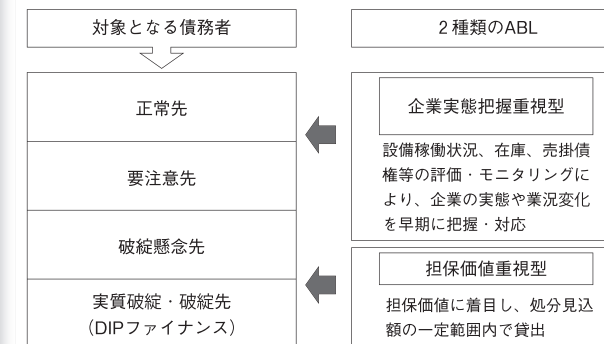 対象となる債務者
正常先
要注意先
破綻懸念先
実質破綻・破綻先
（DIPファイナンス）
2種類のABL
企業実態把握重視型
設備稼働状況、在庫、売掛債
権等の評価・モニタリングに
より、企業の実態や業況変化
を早期に把握・対応
担保価値重視型
担保価値に着目し、処分見込
額の一定範囲内で貸出